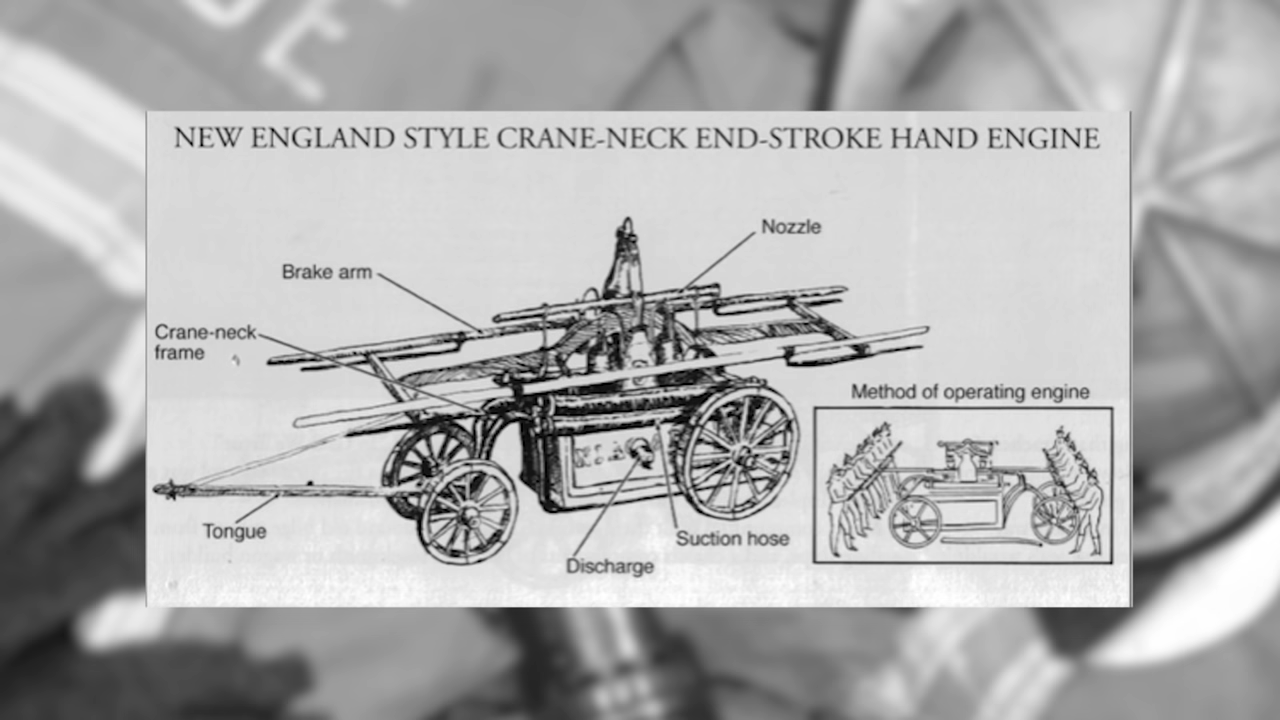 NEW ENGLAND STYLE CRANE-NECK END-STROKE HAND ENGINE
Nozzle
Brake arm
Crane-neck
frame
Method of operating engine
Tongue
Suction hose
Discharge